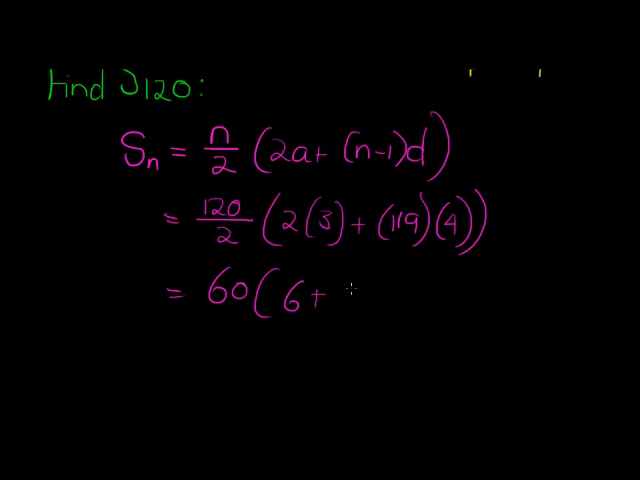 Find S120:
Sn = n/2 (2a + (n-1)d)
= 120/2 (2(3) + (119)(4))
= 60(6 +